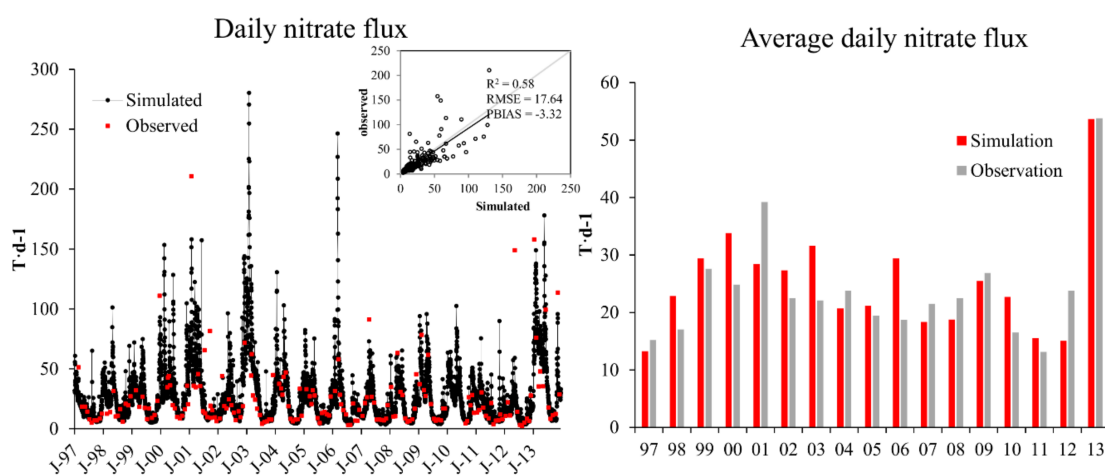 Daily nitrate flux
300
250
200
150
100
50
0
T·d-1
Simulated
Observed
J-97
J-98
J-99
J-00
J-01
J-02
J-03
J-04
J-05
J-06
J-07
J-08
J-09
J-10
J-11
J-12
J-13
250
200
150
100
50
0
observed
R² = 0.58
RMSE = 17.64
PBIAS = -3.32
0 50 100 150 200 250
Simulated
Average daily nitrate flux
60
50
40
30
20
10
0
T·d-1
Simulation
Observation
97 98 99 00 01 02 03 04 05 06 07 08 09 10 11 12 13